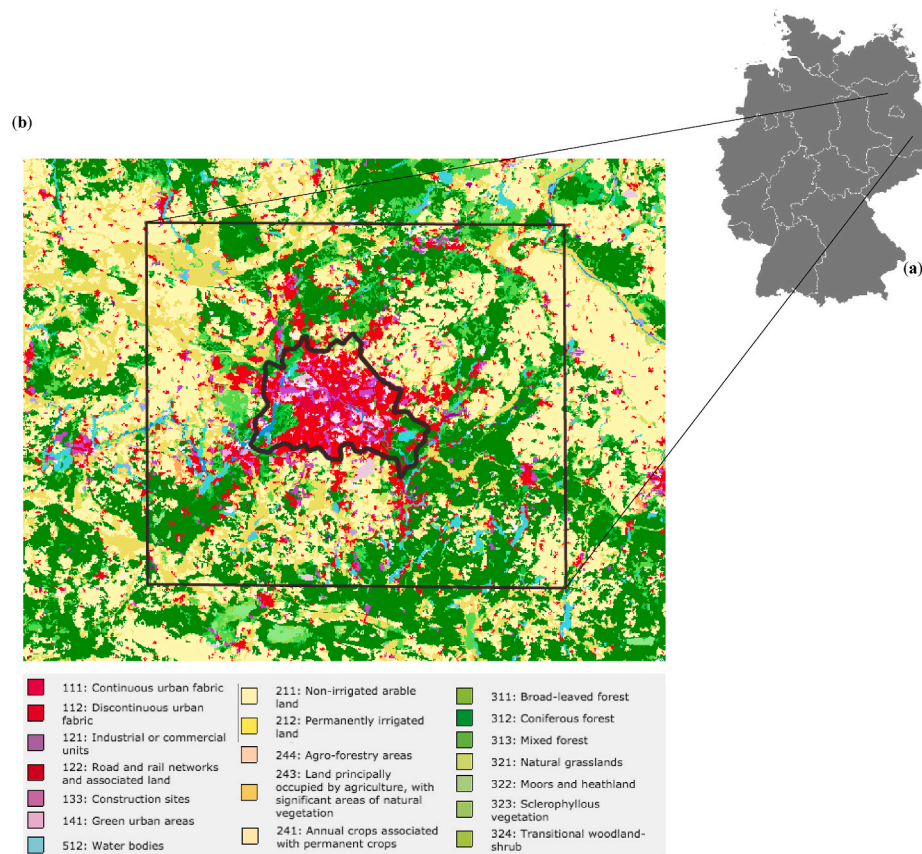 (b)
(a)
111: Continuous urban fabric
112: Discontinuous urban
fabric
121: Industrial or commercial
units
122: Road and rail networks
and associated land
133: Construction sites
141: Green urban areas
512: Water bodies
211: Non-irrigated arable
land
212: Permanently irrigated
land
244: Agro-forestry areas
243: Land principally
occupied by agriculture, with
significant areas of natural
vegetation
241: Annual crops associated
with permanent crops
311: Broad-leaved forest
312: Coniferous forest
313: Mixed forest
321: Natural grasslands
322: Moors and heathland
323: Sclerophyllous
vegetation
324: Transitional woodland-
shrub